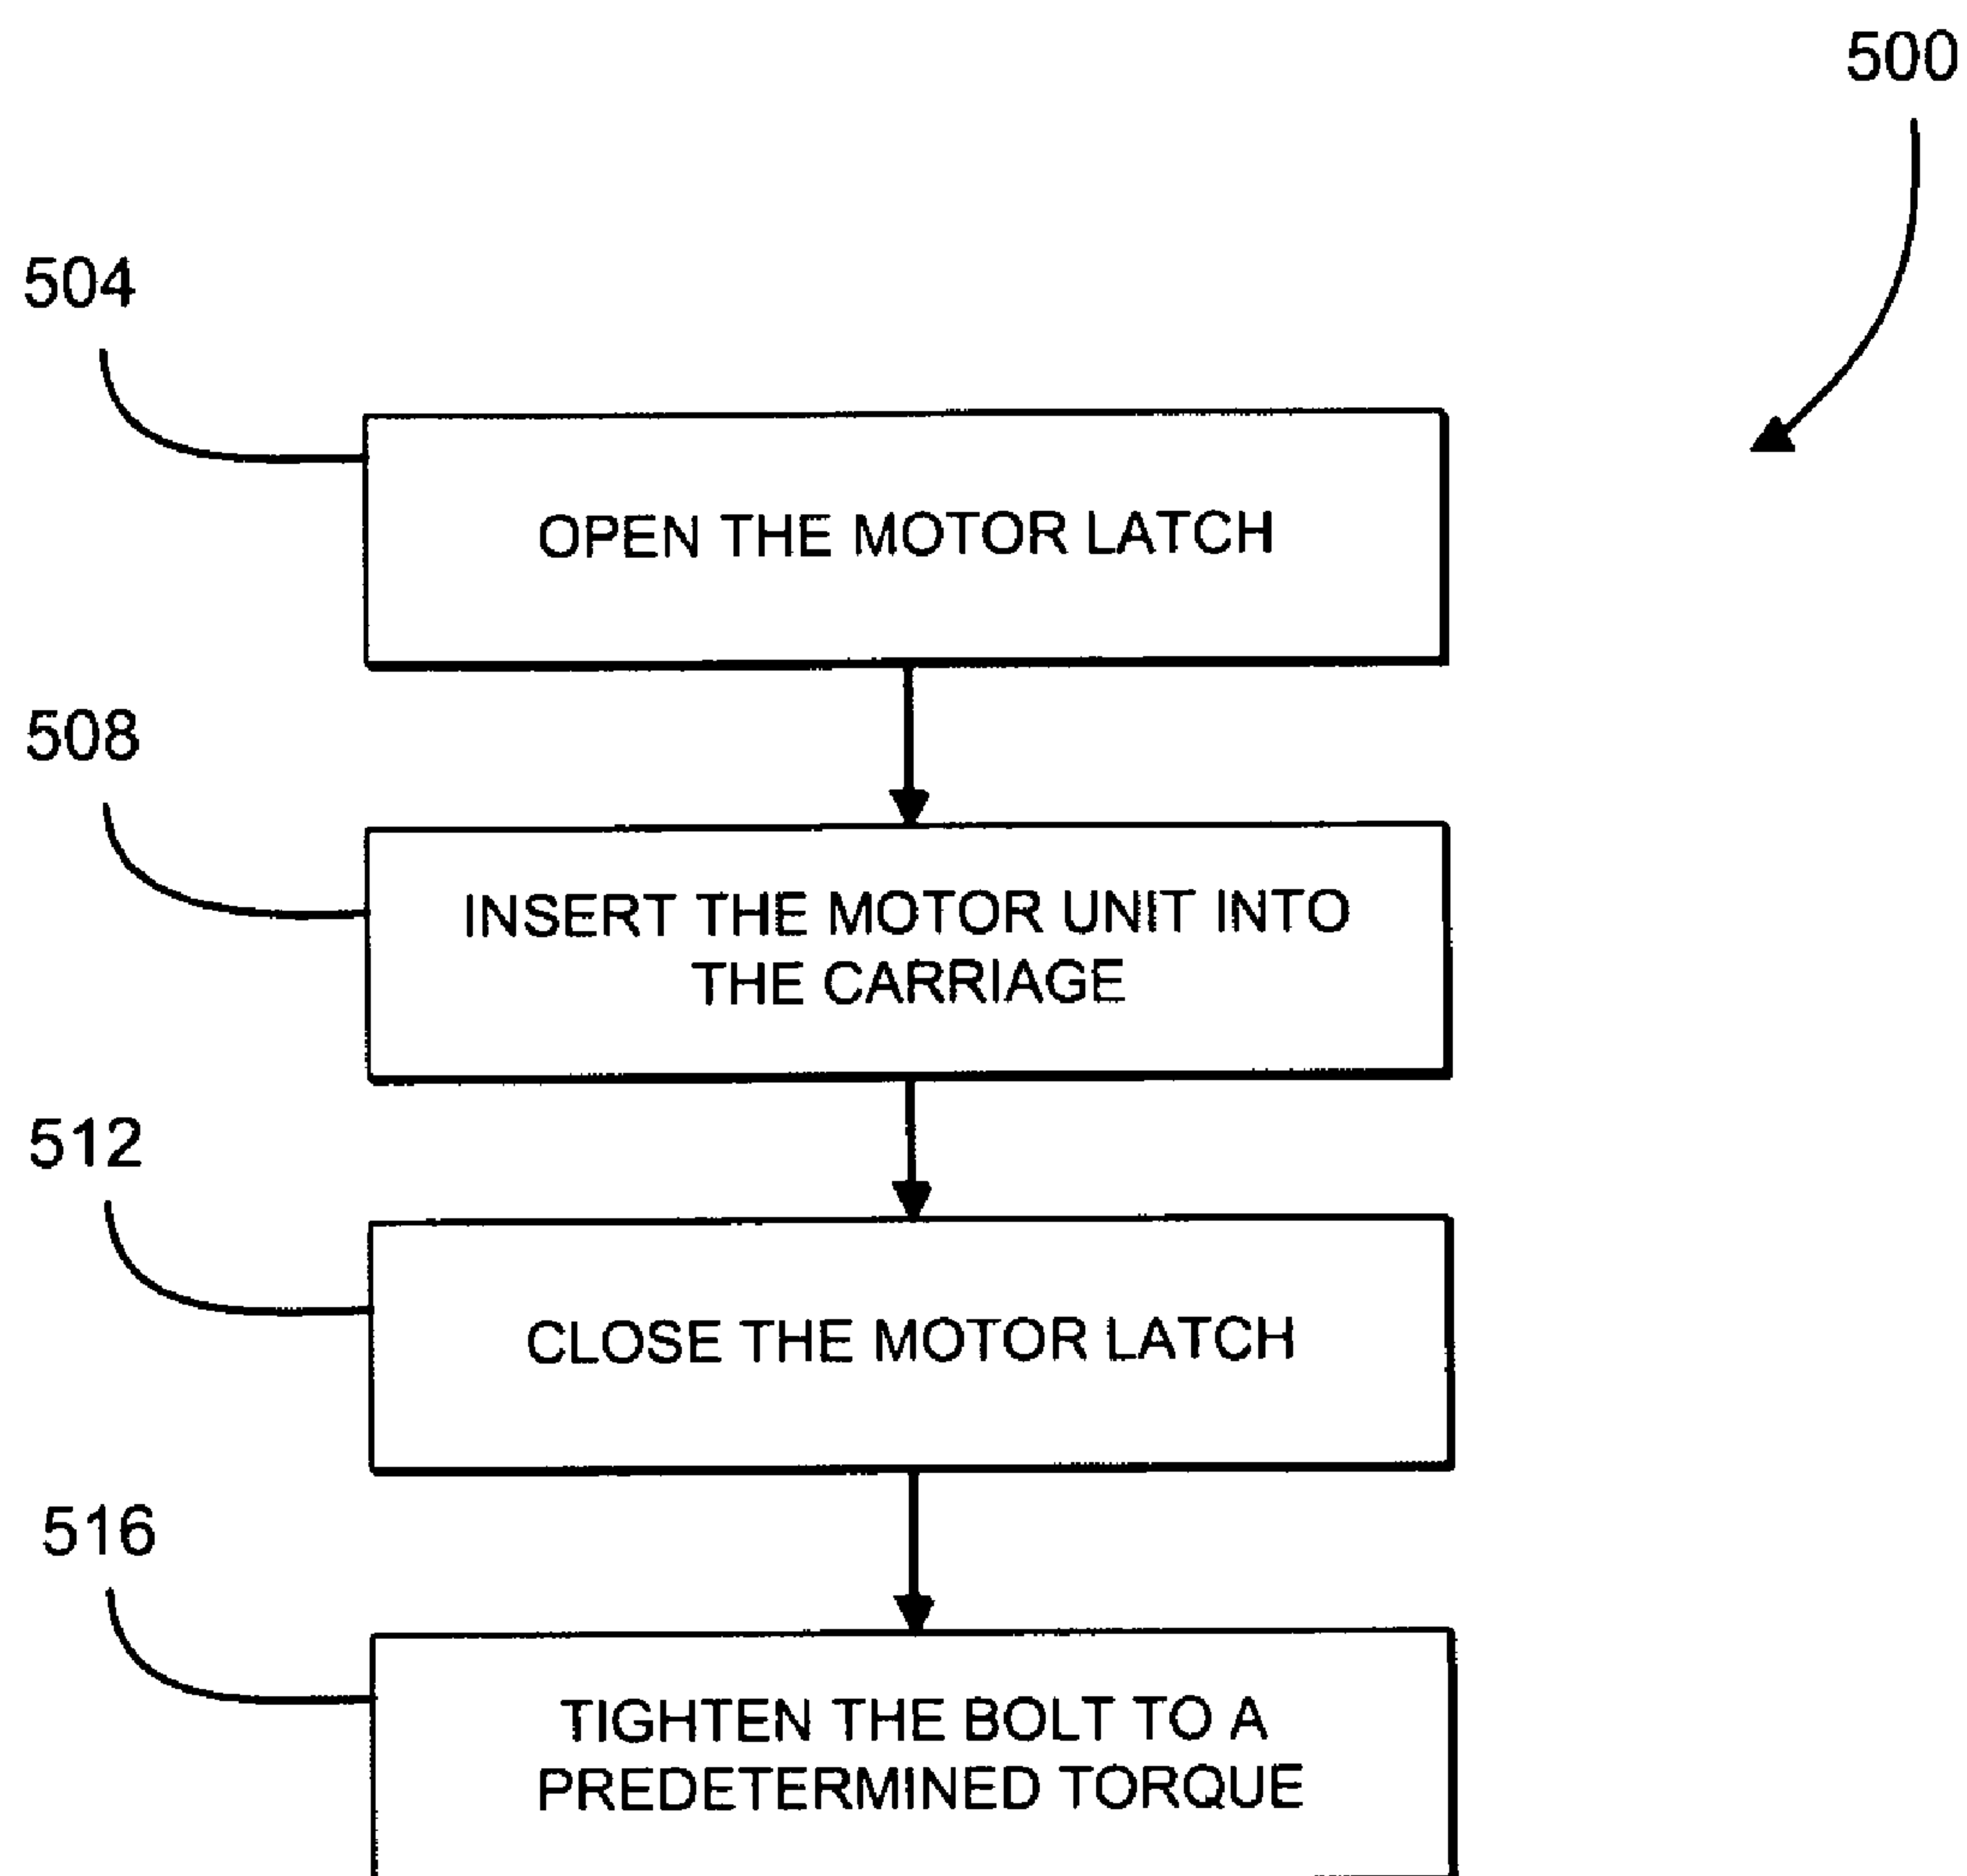 500
504
OPEN THE MOTOR LATCH
508
INSERT THE MOTOR UNIT INTO
THE CARRIAGE
512
CLOSE THE MOTOR LATCH
516
TIGHTEN THE BOLT TO A
PREDETERMINED TORQUE